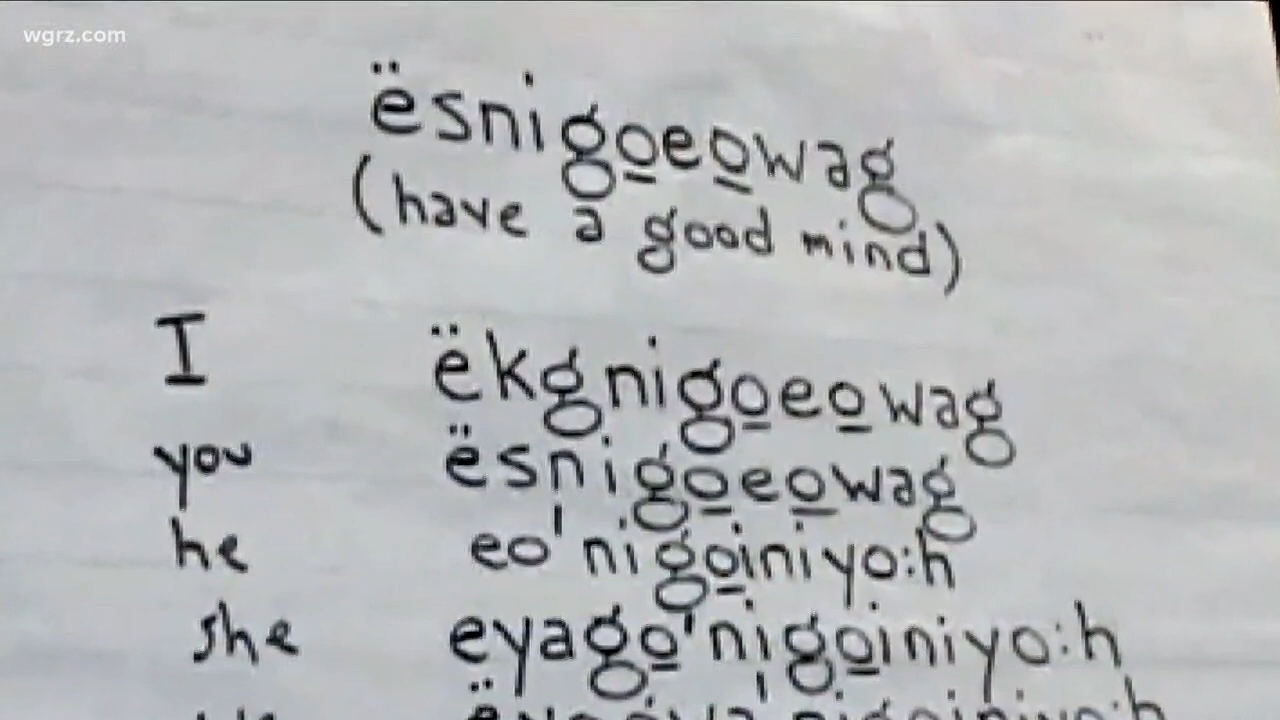 wgrz.com
ësnigo̲eo̲wag
(have a good mind)
I ëkgnigo̲eo̲wag
you ësnigo̲eo̲wag
he eo'nigo̲iniyo:h
she eyago̲'nigo̲iniyo:h